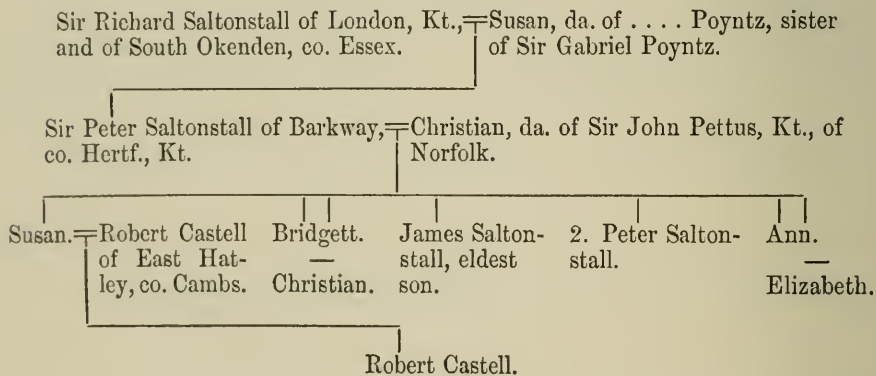 Sir Richard Saltonstall of London, Kt., Susan, da. of . . . . Poyntz, sister
and of South Okenden, co. Essex. of Sir Gabriel Poyntz.
Sir Peter Saltonstall of Barkway, Christian, da. of Sir John Pettus, Kt., of
co. Hertf., Kt. Norfolk.
Susan. Robert Castell Bridgett. James Salton- 2. Peter Salton- Ann.
of East Hat- — stall, eldest stall. —
ley, co. Cambs. Christian. son. Elizabeth.
Robert Castell.